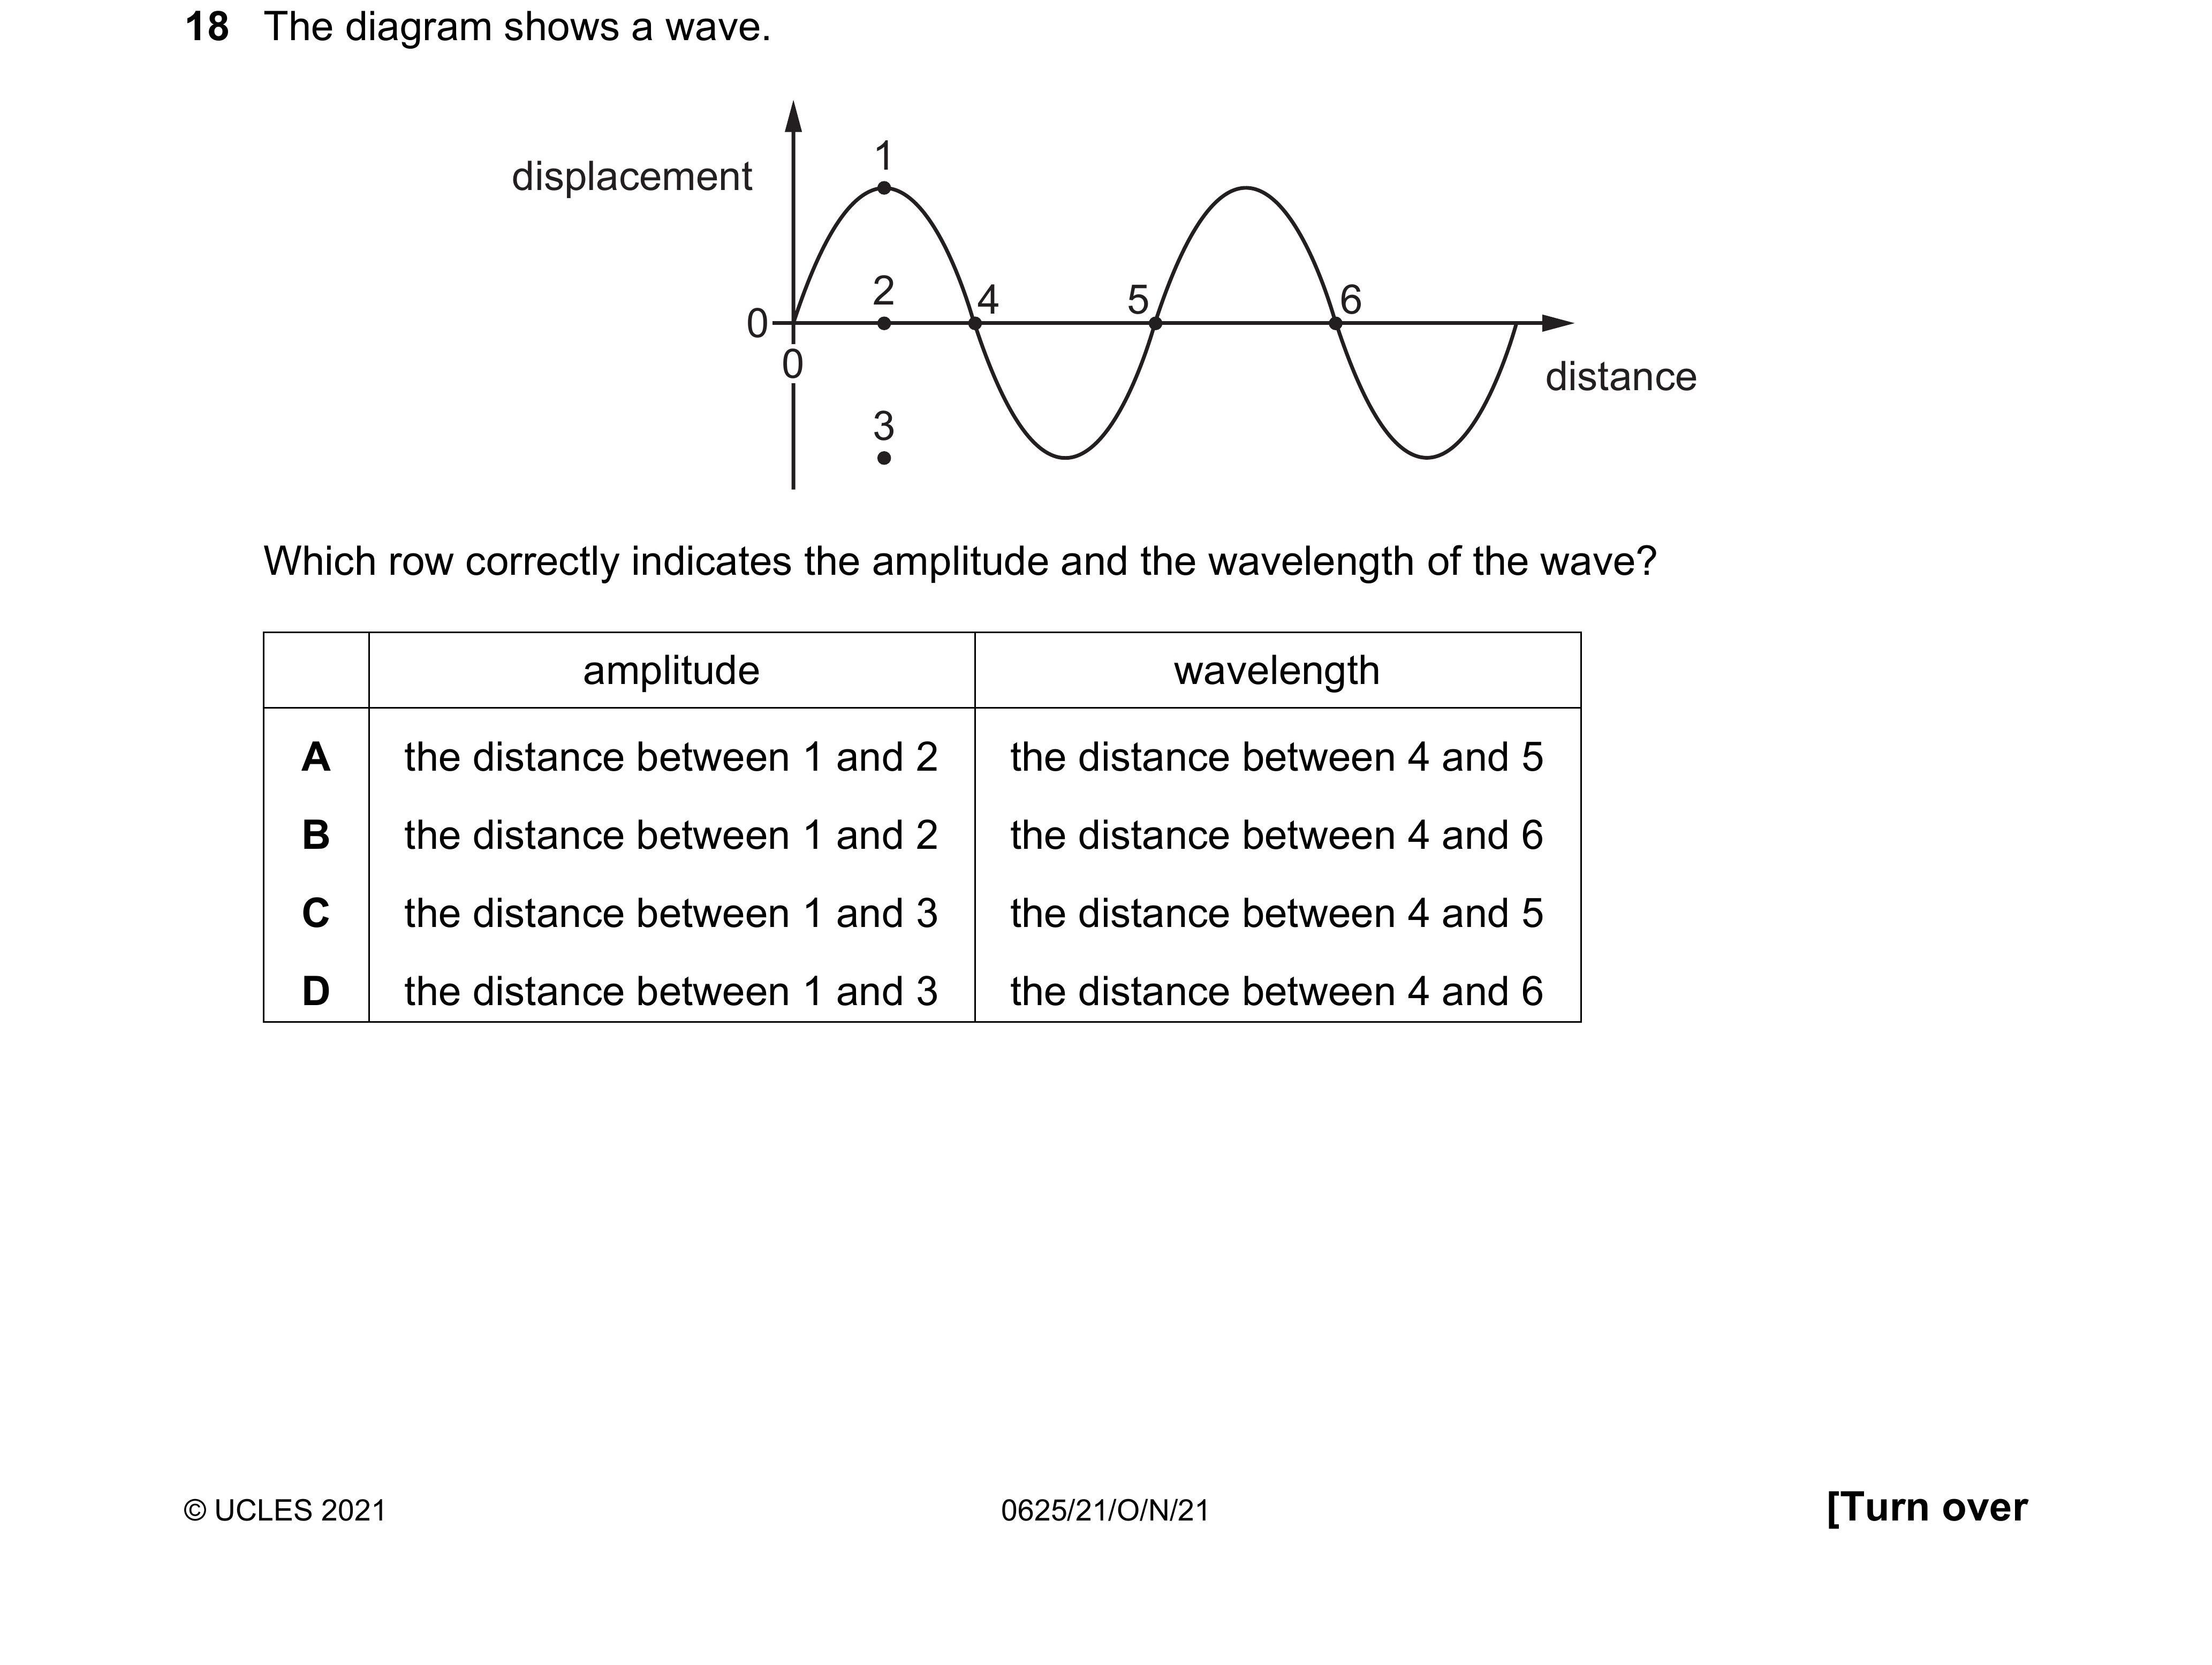 18 The diagram shows a wave.
1
displacement
2
4
5
6
0
0
distance
3
Which row correctly indicates the amplitude and the wavelength of the wave?
amplitude wavelength
A the distance between 1 and 2 the distance between 4 and 5
B the distance between 1 and 2 the distance between 4 and 6
C the distance between 1 and 3 the distance between 4 and 5
D the distance between 1 and 3 the distance between 4 and 6
© UCLES 2021 0625/21/O/N/21 [Turn over